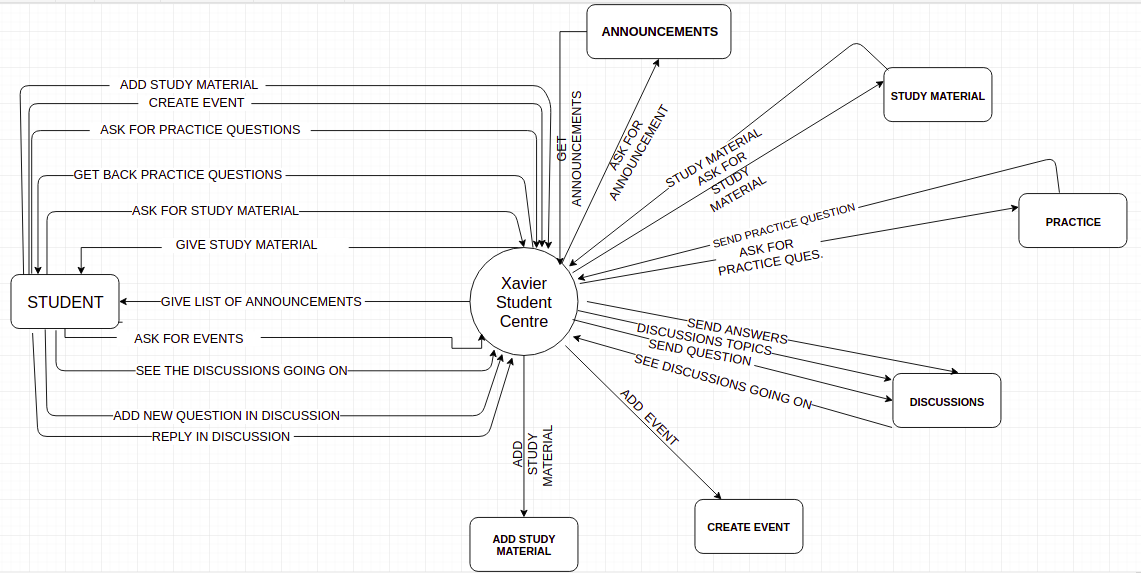 ANNOUNCEMENTS
STUDY MATERIAL
PRACTICE
DISCUSSIONS
CREATE EVENT
ADD STUDY
MATERIAL
STUDENT
Xavier
Student
Centre
ADD STUDY MATERIAL
CREATE EVENT
ASK FOR PRACTICE QUESTIONS
GET BACK PRACTICE QUESTIONS
ASK FOR STUDY MATERIAL
GIVE STUDY MATERIAL
GIVE LIST OF ANNOUNCEMENTS
ASK FOR EVENTS
SEE THE DISCUSSIONS GOING ON
ADD NEW QUESTION IN DISCUSSION
REPLY IN DISCUSSION
GET
ANNOUNCEMENTS
ASK FOR
ANNOUNCEMENT
STUDY MATERIAL
ASK FOR
STUDY
MATERIAL
SEND PRACTICE QUESTION
ASK FOR
PRACTICE QUES.
SEND ANSWERS
DISCUSSIONS TOPICS
SEND QUESTION
SEE DISCUSSIONS GOING ON
ADD EVENT
ADD
STUDY
MATERIAL